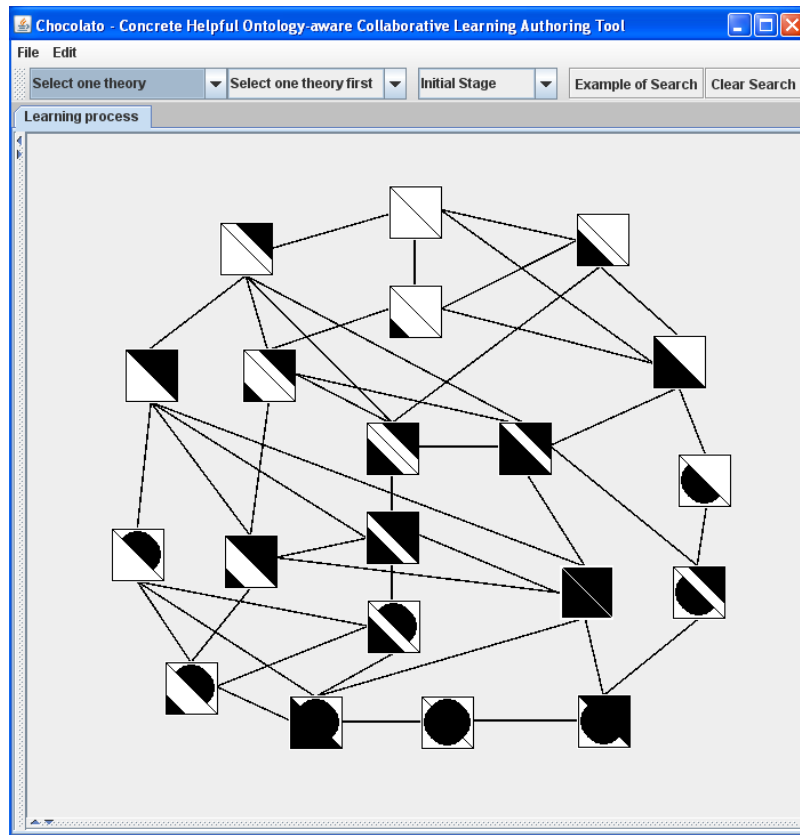 Chocolato - Concrete Helpful Ontology-aware Collaborative Learning Authoring Tool
File Edit
Select one theory Select one theory first Initial Stage Example of Search Clear Search
Learning process